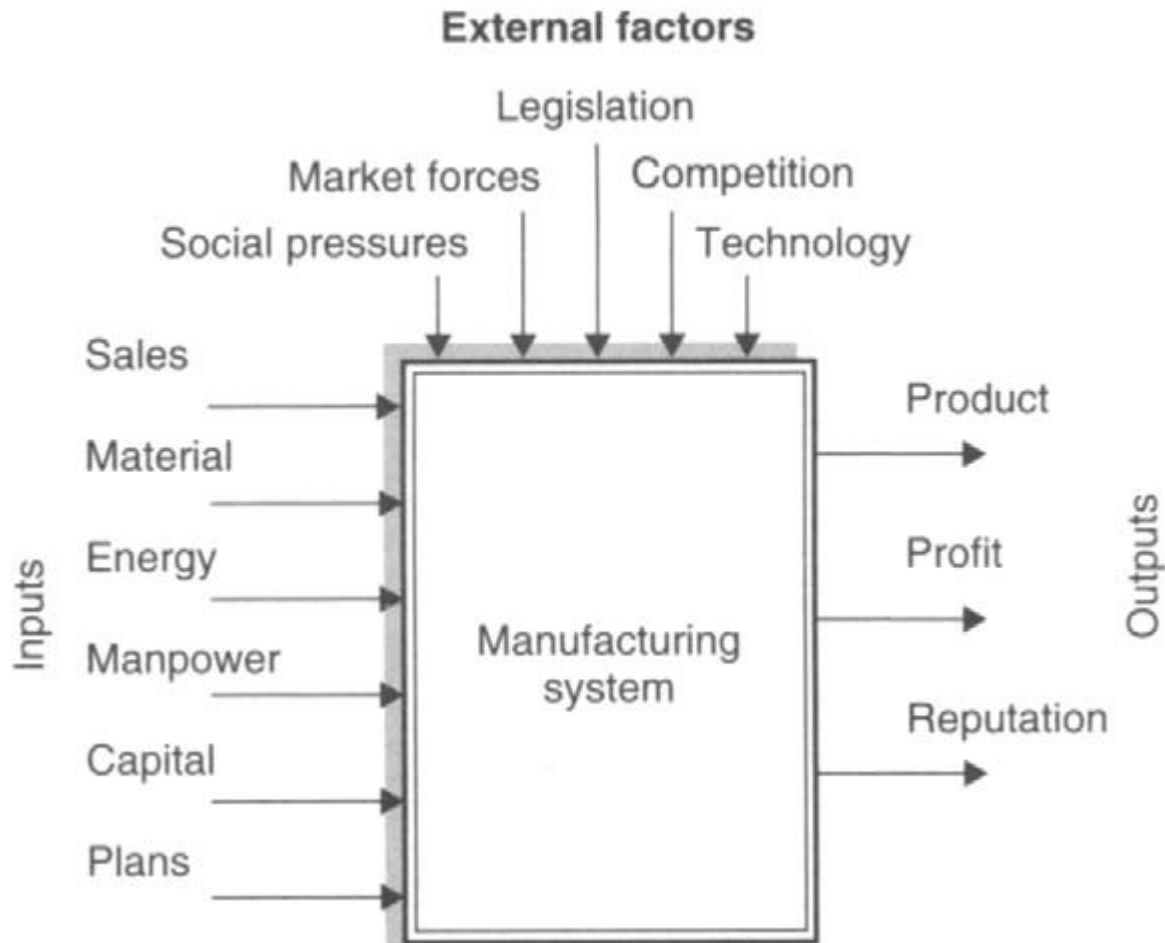 External factors
Legislation
Market forces
Competition
Social pressures
Technology
Sales
Material
Energy
Manpower
Capital
Plans
Inputs
Manufacturing
system
Product
Profit
Reputation
Outputs